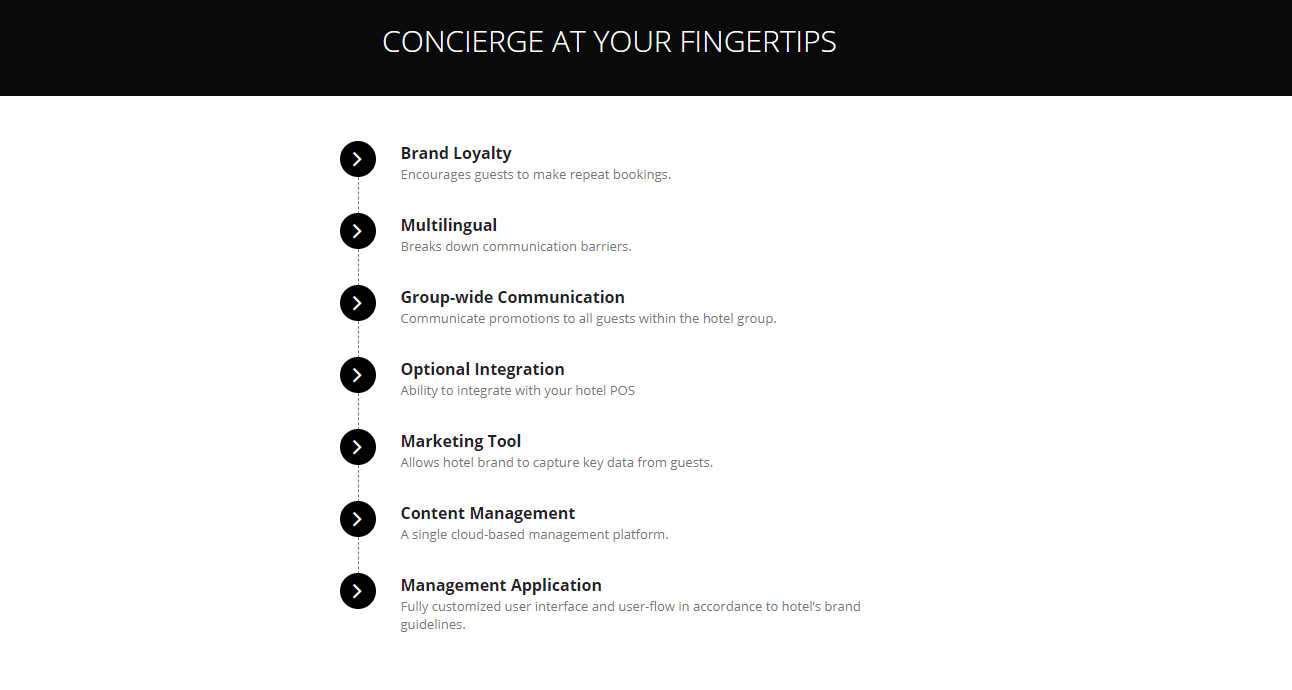 CONCIERGE AT YOUR FINGERTIPS
Brand Loyalty
Encourages guests to make repeat bookings.
Multilingual
Breaks down communication barriers.
Group-wide Communication
Communicate promotions to all guests within the hotel group.
Optional Integration
Ability to integrate with your hotel POS
Marketing Tool
Allows hotel brand to capture key data from guests.
Content Management
A single cloud-based management platform.
Management Application
Fully customized user interface and user-flow in accordance to hotel’s brand
guidelines.